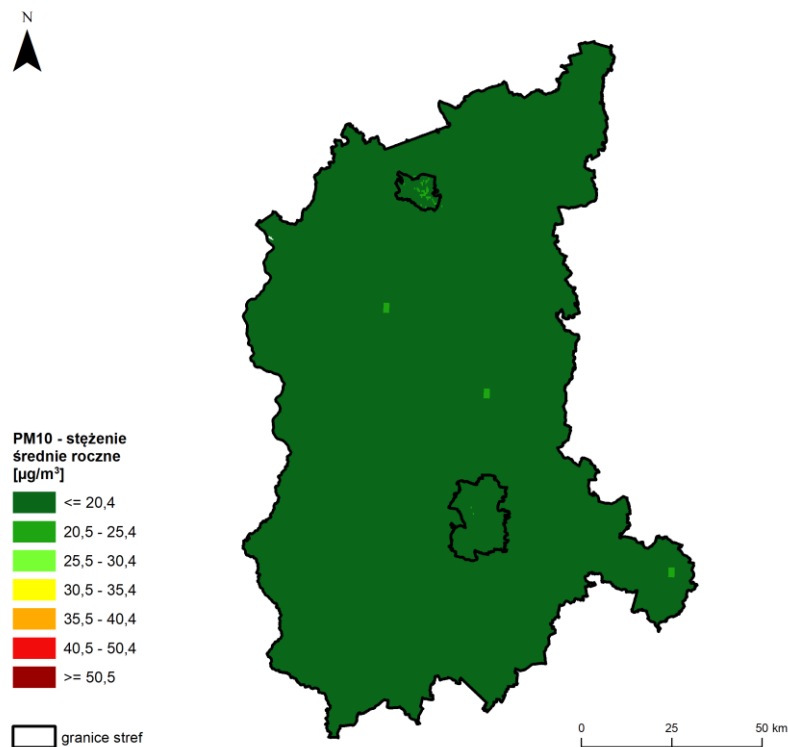 N
PM10 - stężenie
średnie roczne
[µg/m³]
<= 20,4
20,5 - 25,4
25,5 - 30,4
30,5 - 35,4
35,5 - 40,4
40,5 - 50,4
>= 50,5
granice stref
0 25 50 km